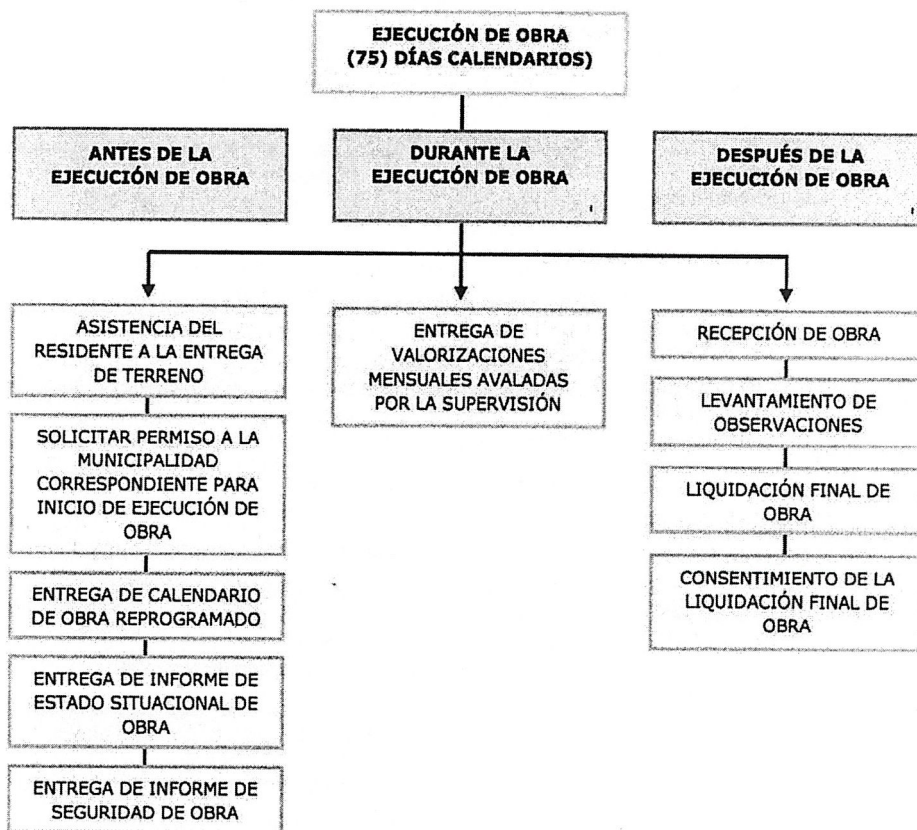 EJECUCIÓN DE OBRA
(75) DÍAS CALENDARIOS)
ANTES DE LA
EJECUCIÓN DE OBRA
DURANTE LA
EJECUCIÓN DE OBRA
DESPUÉS DE LA
EJECUCIÓN DE OBRA
ASISTENCIA DEL
RESIDENTE A LA ENTREGA
DE TERRENO
SOLICITAR PERMISO A LA
MUNICIPALIDAD
CORRESPONDIENTE PARA
INICIO DE EJECUCIÓN DE
OBRA
ENTREGA DE CALENDARIO
DE OBRA REPROGRAMADO
ENTREGA DE INFORME DE
ESTADO SITUACIONAL DE
OBRA
ENTREGA DE INFORME DE
SEGURIDAD DE OBRA
ENTREGA DE
VALORIZACIONES
MENSUALES AVALADAS
POR LA SUPERVISIÓN
RECEPCIÓN DE OBRA
LEVANTAMIENTO DE
OBSERVACIONES
LIQUIDACIÓN FINAL DE
OBRA
CONSENTIMIENTO DE LA
LIQUIDACIÓN FINAL DE
OBRA